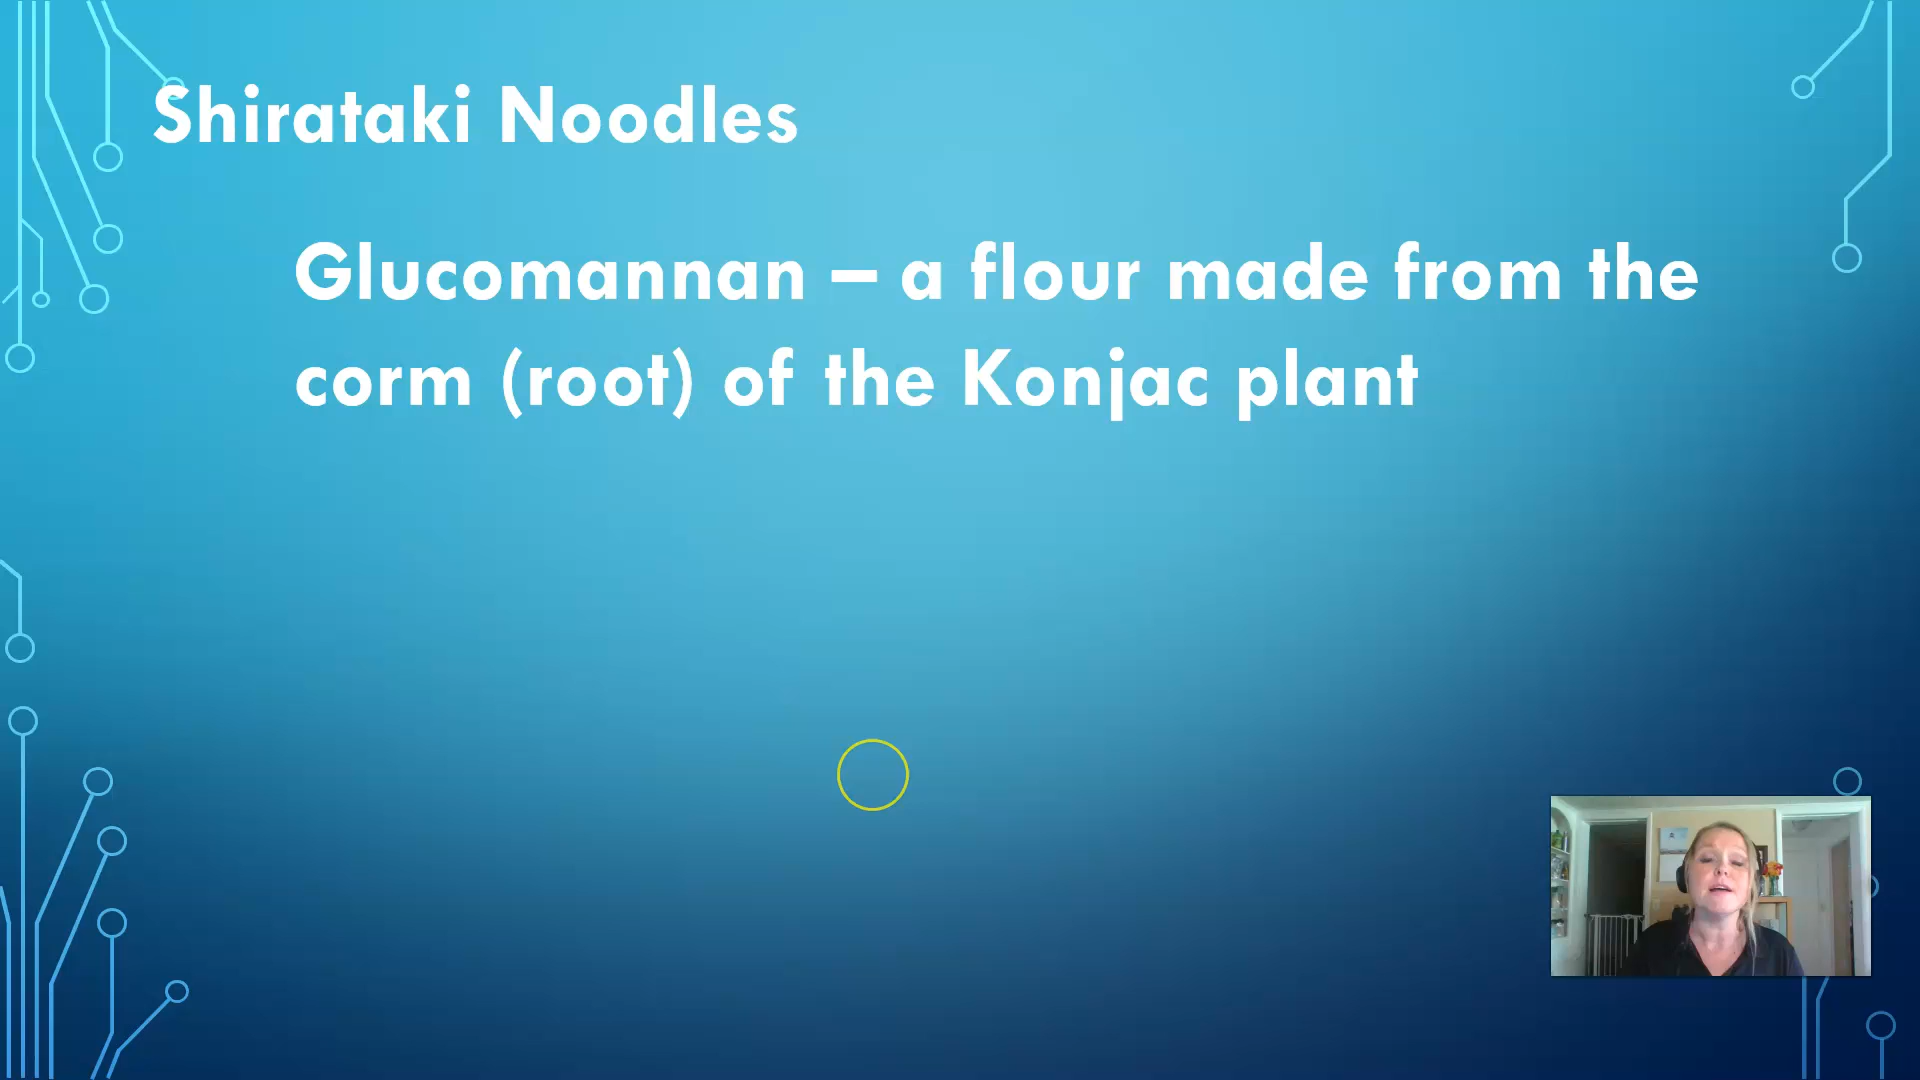 Shirataki Noodles
Glucomannan – a flour made from the
corm (root) of the Konjac plant